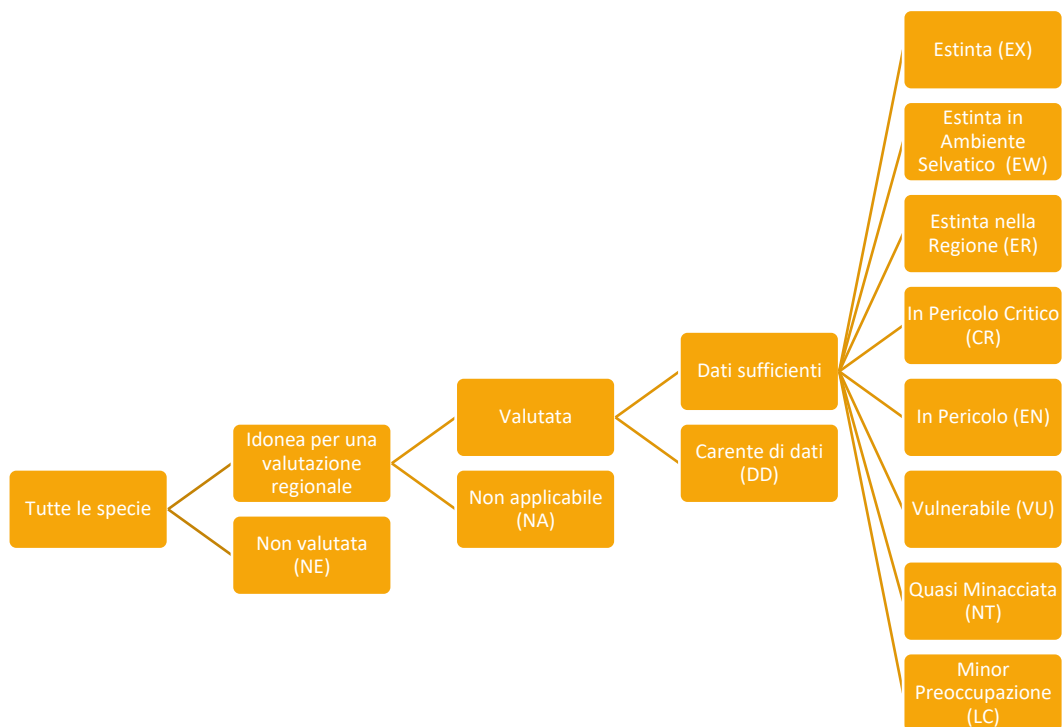 Tutte le specie
Idonea per una
valutazione
regionale
Non valutata
(NE)
Valutata
Non applicabile
(NA)
Dati sufficienti
Carente di dati
(DD)
Estinta (EX)
Estinta in
Ambiente
Selvatico (EW)
Estinta nella
Regione (ER)
In Pericolo Critico
(CR)
In Pericolo (EN)
Vulnerabile (VU)
Quasi Minacciata
(NT)
Minor
Preoccupazione
(LC)